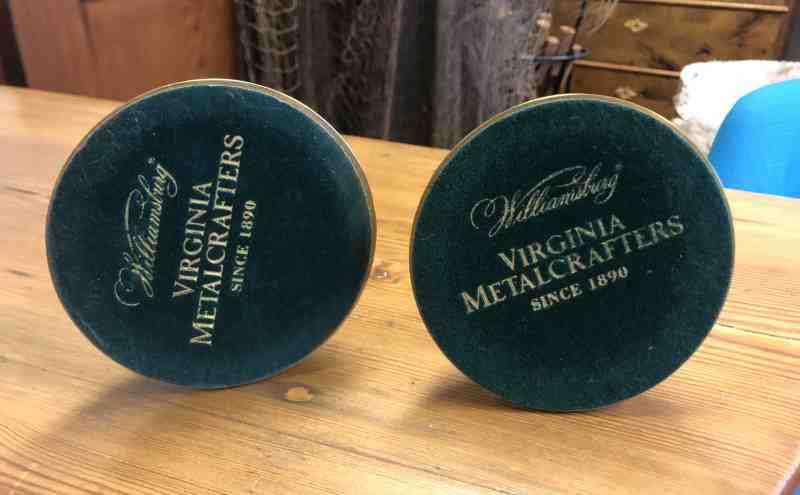 Williamsburg®
VIRGINIA
METALCRAFTERS
SINCE 1890
Williamsburg®
VIRGINIA
METALCRAFTERS
SINCE 1890